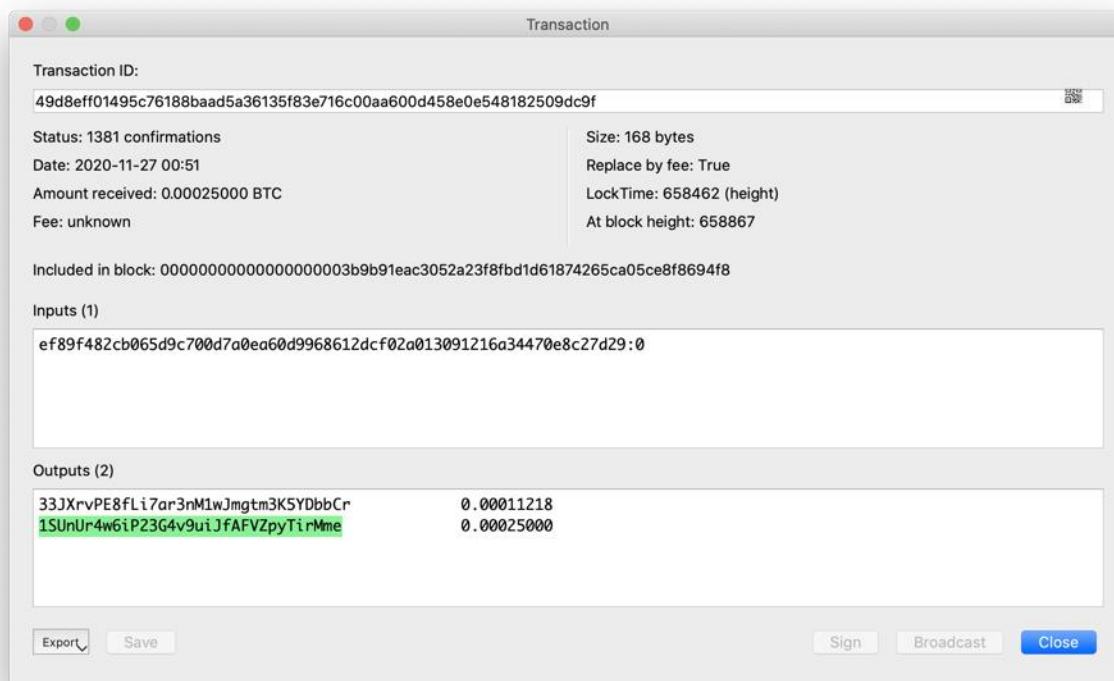 Transaction
Transaction ID:
49d8eff01495c76188baad5a36135f83e716c00aa600d458e0e548182509dc9f
Status: 1381 confirmations
Date: 2020-11-27 00:51
Amount received: 0.00025000 BTC
Fee: unknown
Size: 168 bytes
Replace by fee: True
LockTime: 658462 (height)
At block height: 658867
Included in block: 00000000000000000003b9b91eac3052a23f8fbd1d61874265ca05ce8f8694f8
Inputs (1)
ef89f482cb065d9c700d7a0ea60d9968612dcf02a013091216a34470e8c27d29:0
Outputs (2)
33JXrvPE8fLi7ar3nM1wJmgtm3K5YDbbCr 0.00011218
1SUnUr4w6iP23G4v9uiJfAFVZpyTirMme 0.00025000
Export
Save
Sign
Broadcast
Close